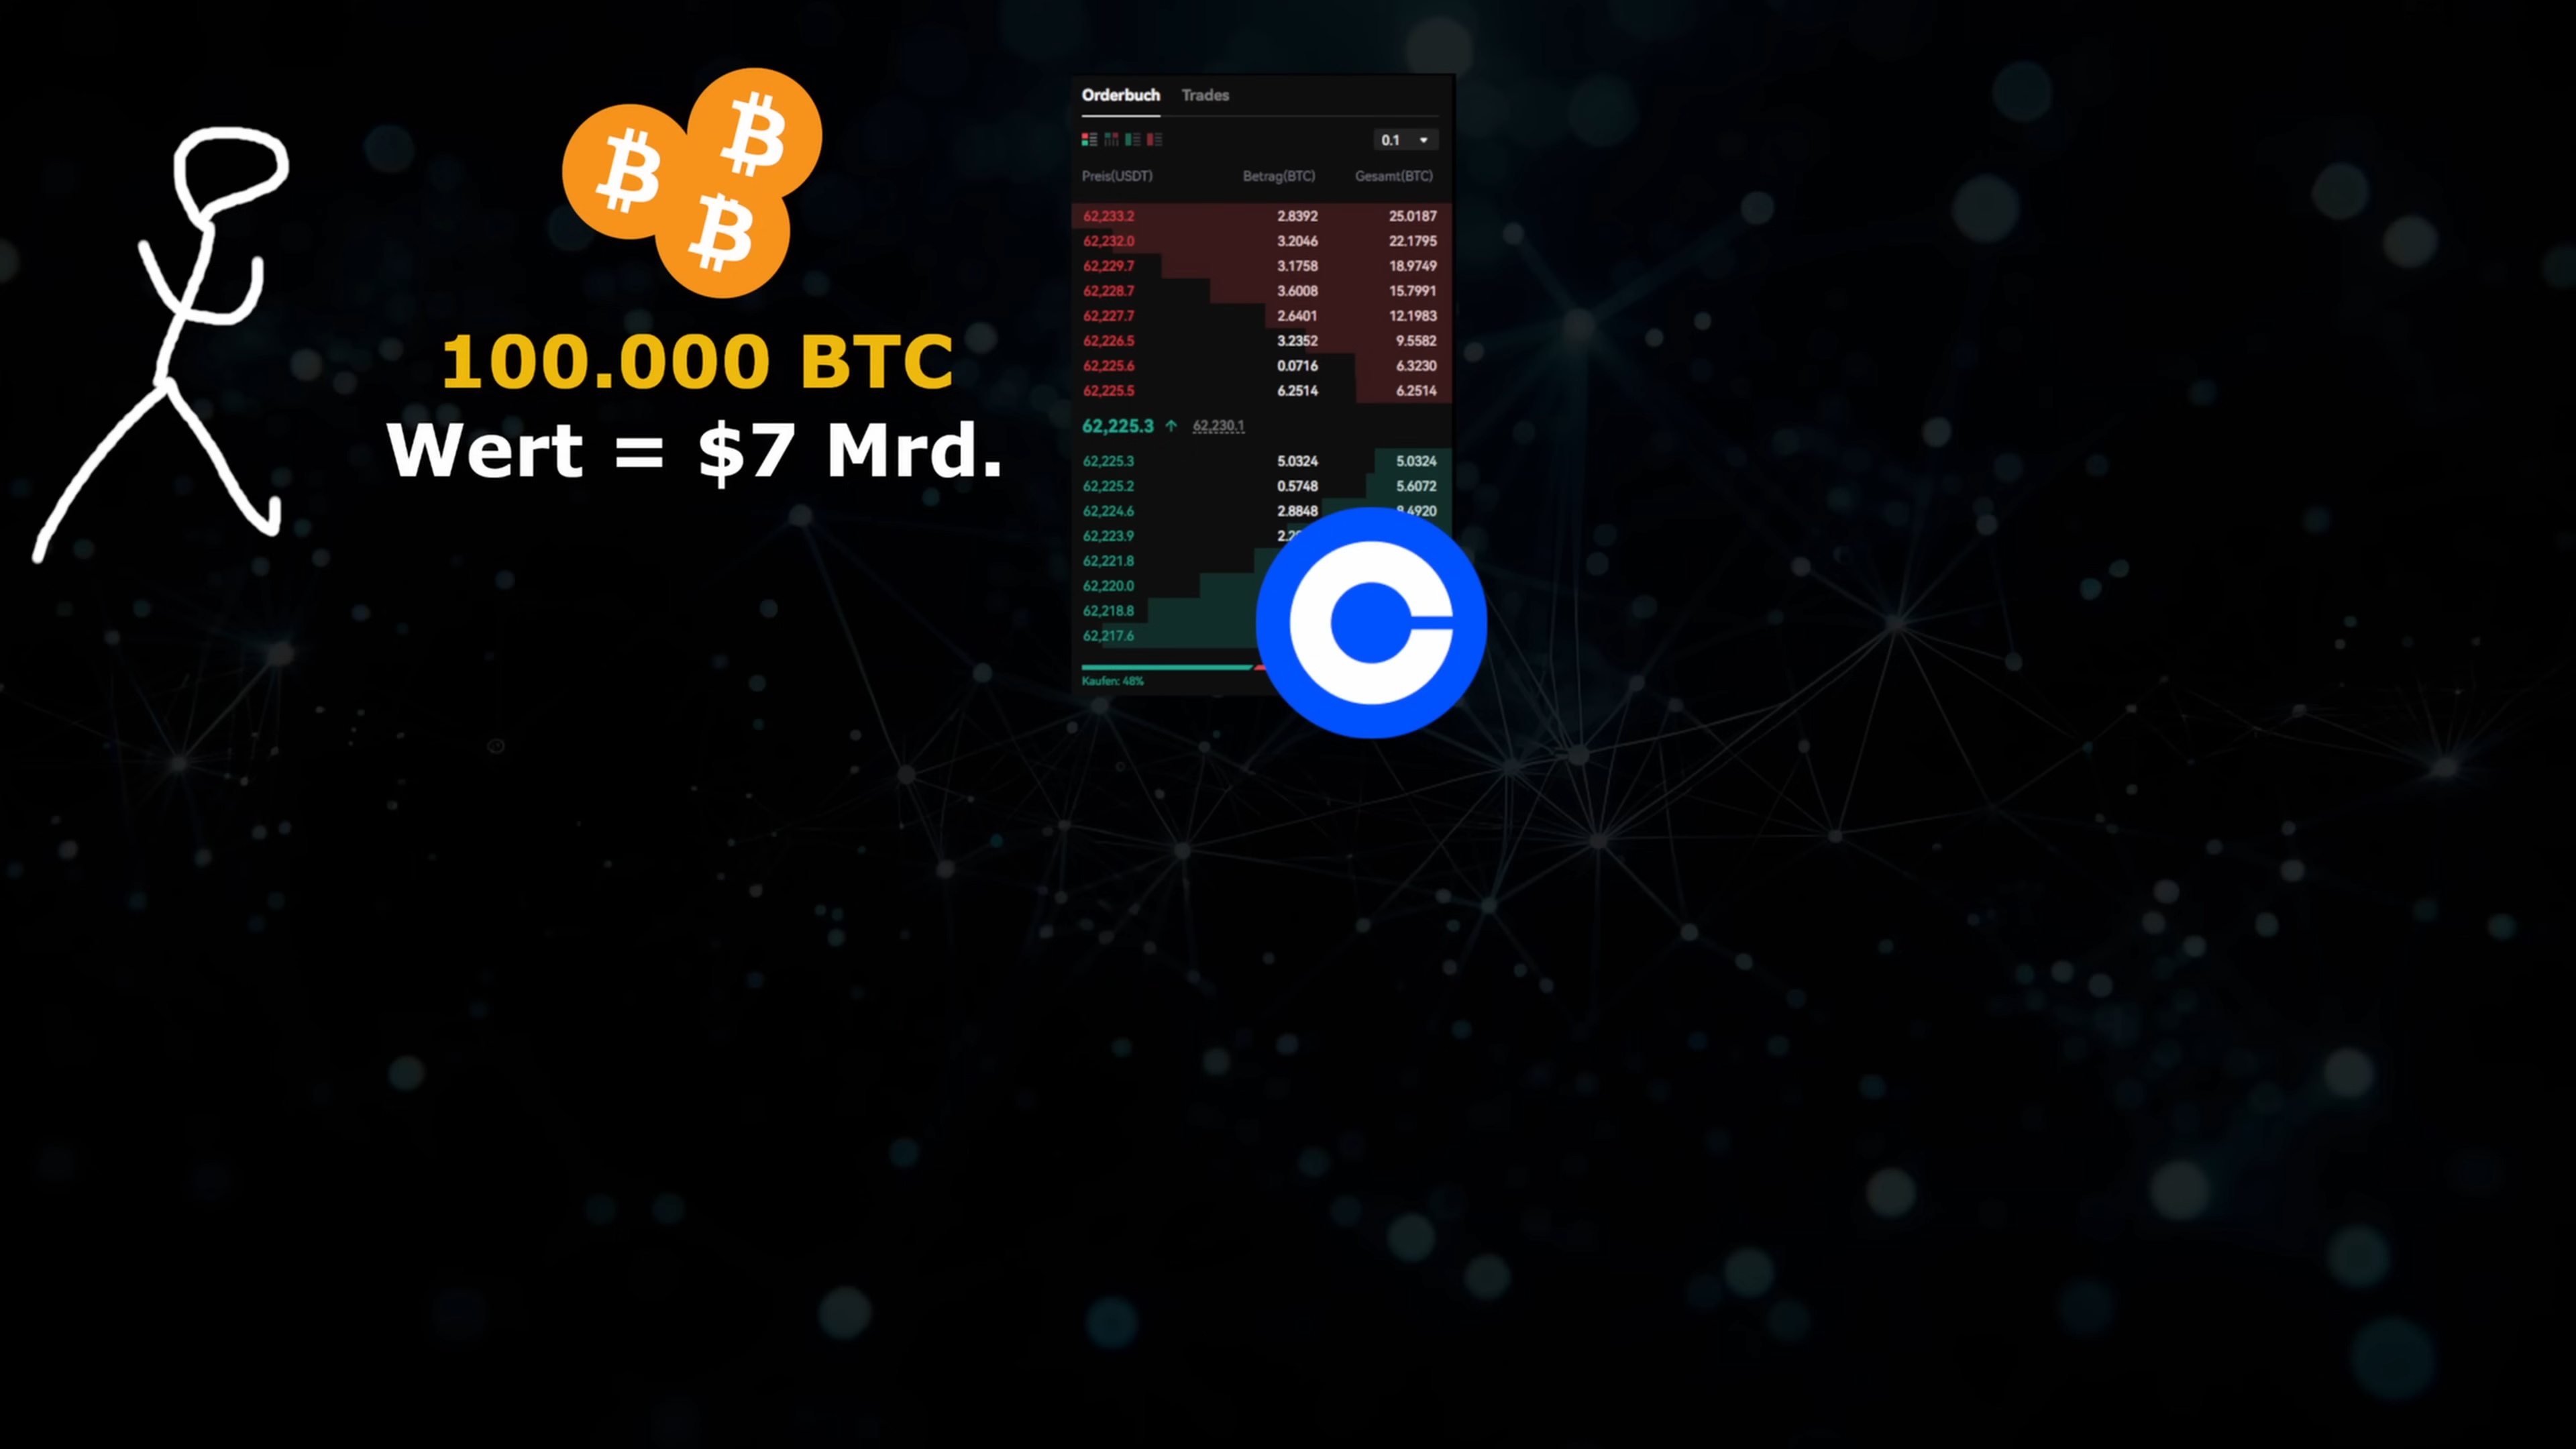 100.000 BTC
Wert = $7 Mrd.
Orderbuch Trades
0.1
Preis(USDT) Betrag(BTC) Gesamt(BTC)
62,233.2 2.8392 25.0187
62,232.0 3.2046 22.1795
62,229.7 3.1758 18.9749
62,228.7 3.6008 15.7991
62,227.7 2.6401 12.1983
62,226.5 3.2352 9.5582
62,225.6 0.0716 6.3230
62,225.5 6.2514 6.2514
62,225.3 ↑ 62,230.1
62,225.3 5.0324 5.0324
62,225.2 0.5748 5.6072
62,224.6 2.8848 8.4920
62,223.9
62,221.8
62,220.0
62,218.8
62,217.6
Kaufen: 48%